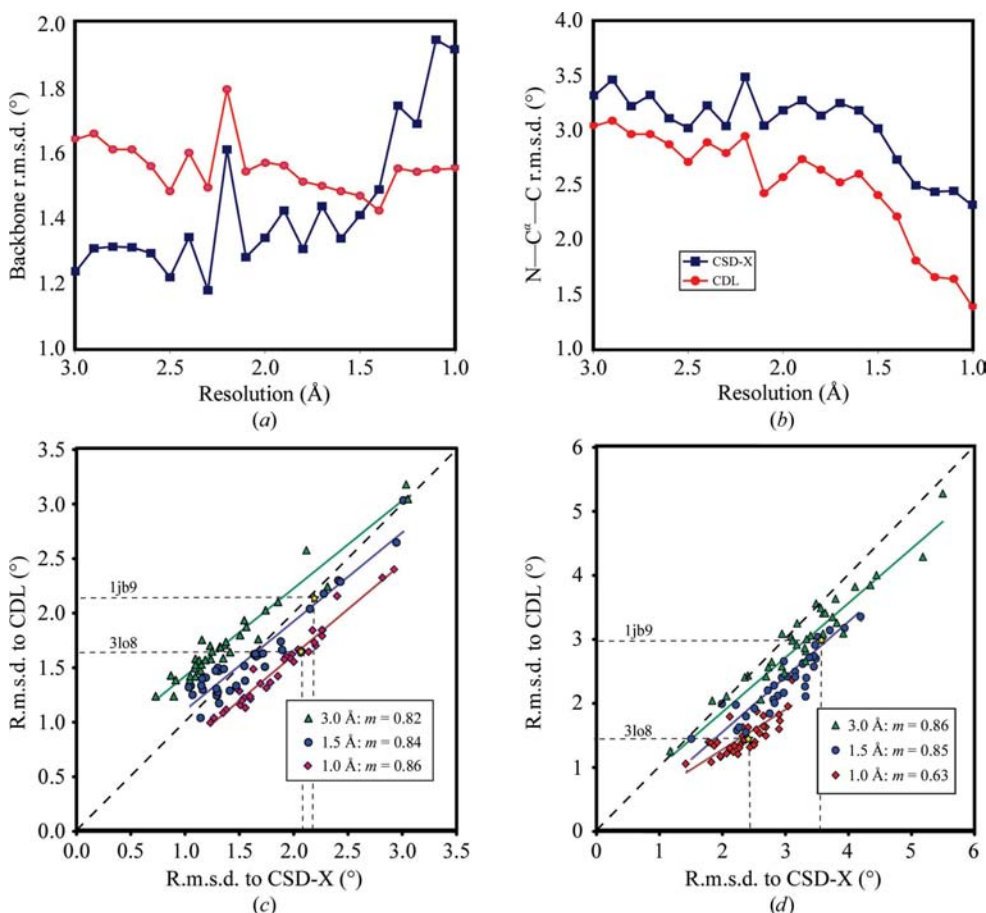 2.0
1.8
1.6
1.4
1.2
1.0
Backbone r.m.s.d. (°)
3.0 2.5 2.0 1.5 1.0
Resolution (Å)
(a)
4.0
3.5
3.0
2.5
2.0
1.5
1.0
N—Cα—C r.m.s.d. (°)
CSD-X
CDL
3.0 2.5 2.0 1.5 1.0
Resolution (Å)
(b)
3.5
3.0
2.5
2.0
1.5
1.0
0.5
0.0
R.m.s.d. to CDL (°)
1jb9
3lo8
3.0 Å: m = 0.82
1.5 Å: m = 0.84
1.0 Å: m = 0.86
0.0 0.5 1.0 1.5 2.0 2.5 3.0 3.5
R.m.s.d. to CSD-X (°)
(c)
6
5
4
3
2
1
0
R.m.s.d. to CDL (°)
1jb9
3lo8
3.0 Å: m = 0.86
1.5 Å: m = 0.85
1.0 Å: m = 0.63
0 1 2 3 4 5 6
R.m.s.d. to CSD-X (°)
(d)